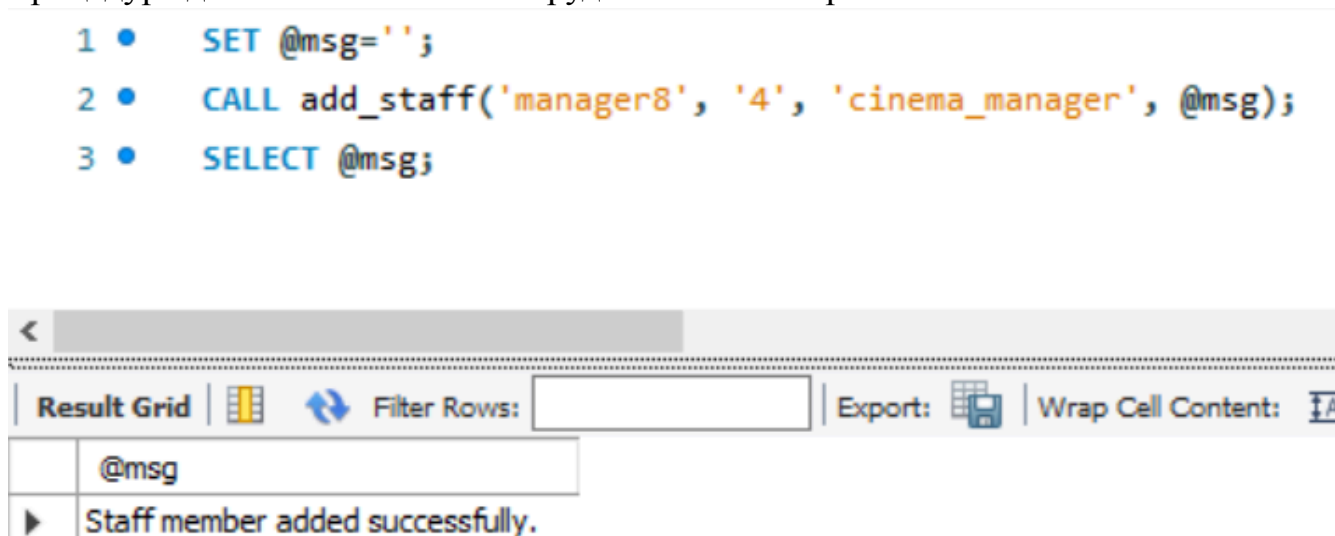 1 SET @msg='';
2 CALL add_staff('manager8', '4', 'cinema_manager', @msg);
3 SELECT @msg;
Result Grid Filter Rows: Export: Wrap Cell Content:
@msg
Staff member added successfully.